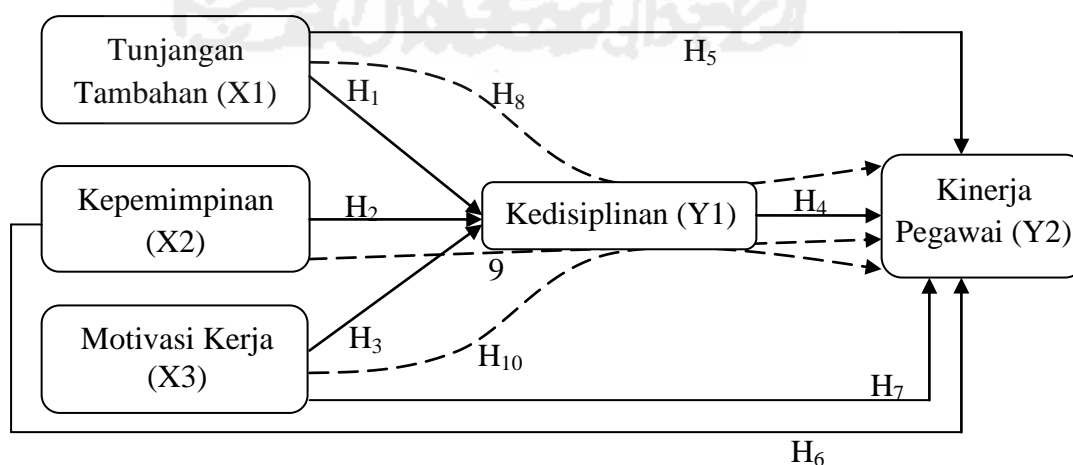 Tunjangan
Tambahan (X1)
H5
H1
H8
Kepemimpinan
(X2)
H2
Kedisiplinan (Y1)
H4
Kinerja
Pegawai (Y2)
9
Motivasi Kerja
(X3)
H3
H10
H7
H6